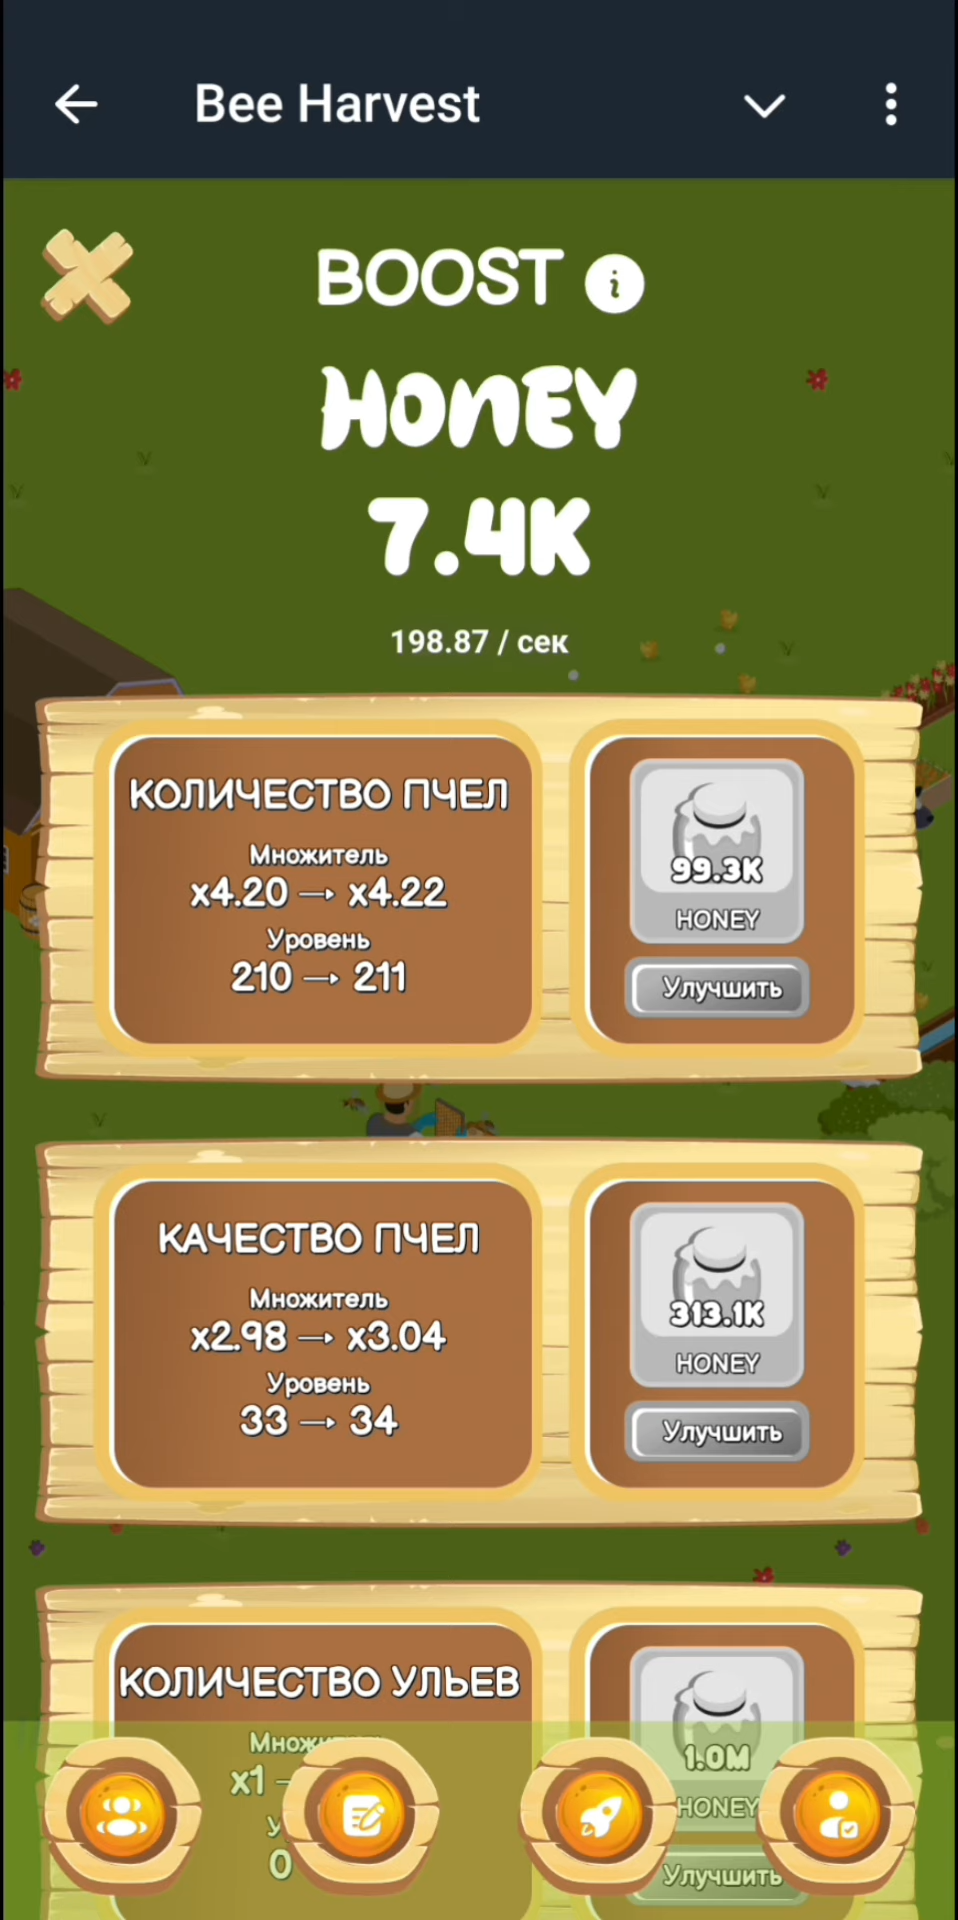 Bee Harvest
BOOST i
HONEY
7.4K
198.87 / сек
КОЛИЧЕСТВО ПЧЕЛ
Множитель
x4.20 → x4.22
Уровень
210 → 211
99.3K
HONEY
Улучшить
КАЧЕСТВО ПЧЕЛ
Множитель
x2.98 → x3.04
Уровень
33 → 34
313.1K
HONEY
Улучшить
КОЛИЧЕСТВО УЛЬЕВ
x1
0
1.0M
HONEY
Улучшить